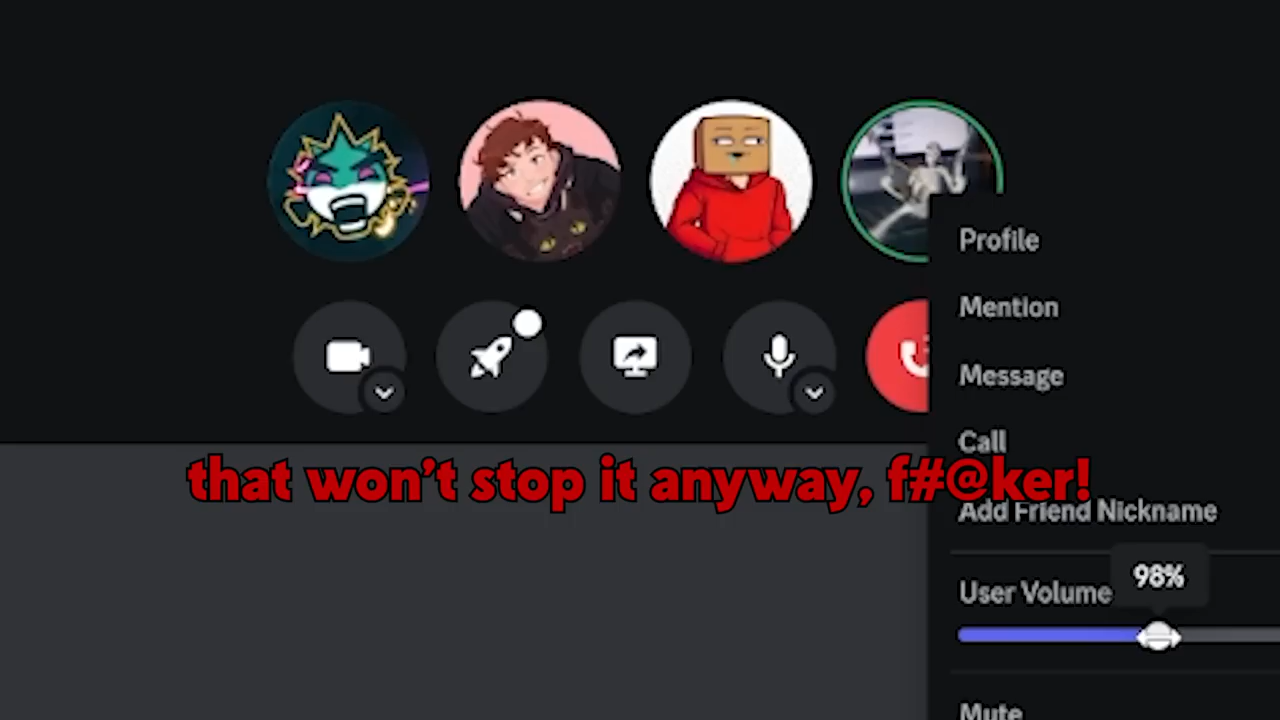 Profile
Mention
Message
Call
that won't stop it anyway, f#@ker!
Add Friend Nickname
98%
User Volume
Mute